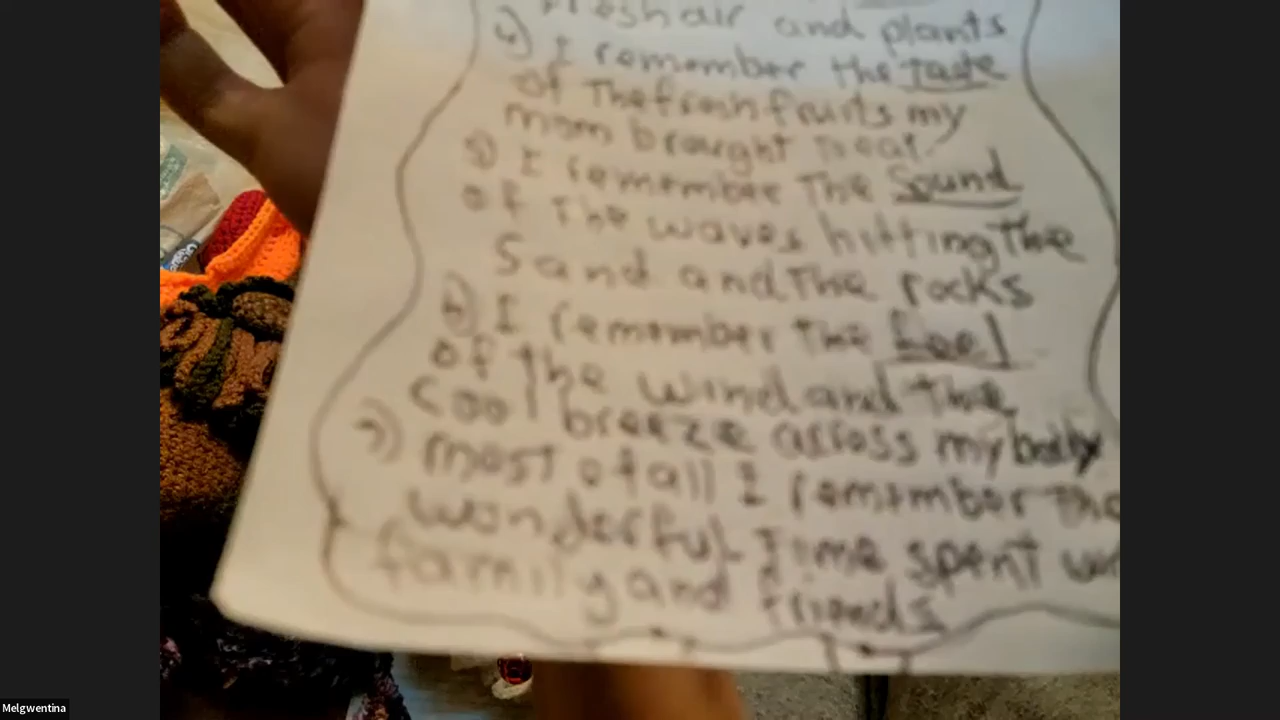 fresh air and plants
4) I remember the taste
of The fresh fruits my
mom brought to eat.
5) I remember The Sound
of The waves hitting The
Sand and The rocks
6) I remember The feel
of the wind and The
Cool breeze across my body
7) most of all I remember The
wonderful Time spent
family and friends
Melgwentina